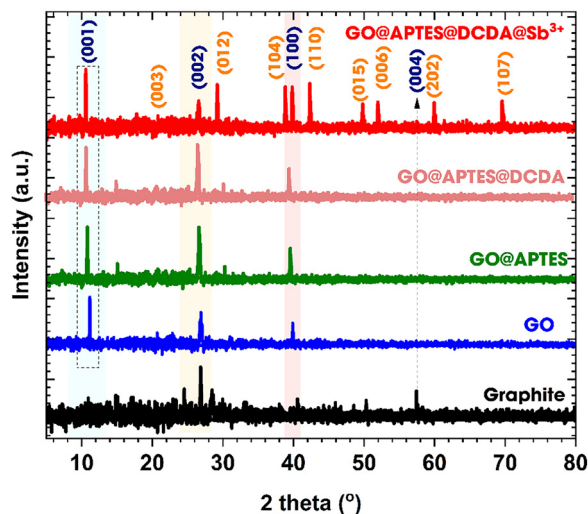 GO@APTES@DCDA@Sb³⁺
(001)
(003)
(002)
(012)
(104)
(100)
(110)
(015)
(006)
(004)
(202)
(107)
GO@APTES@DCDA
GO@APTES
GO
Graphite
Intensity (a.u.)
10 20 30 40 50 60 70 80
2 theta (°)